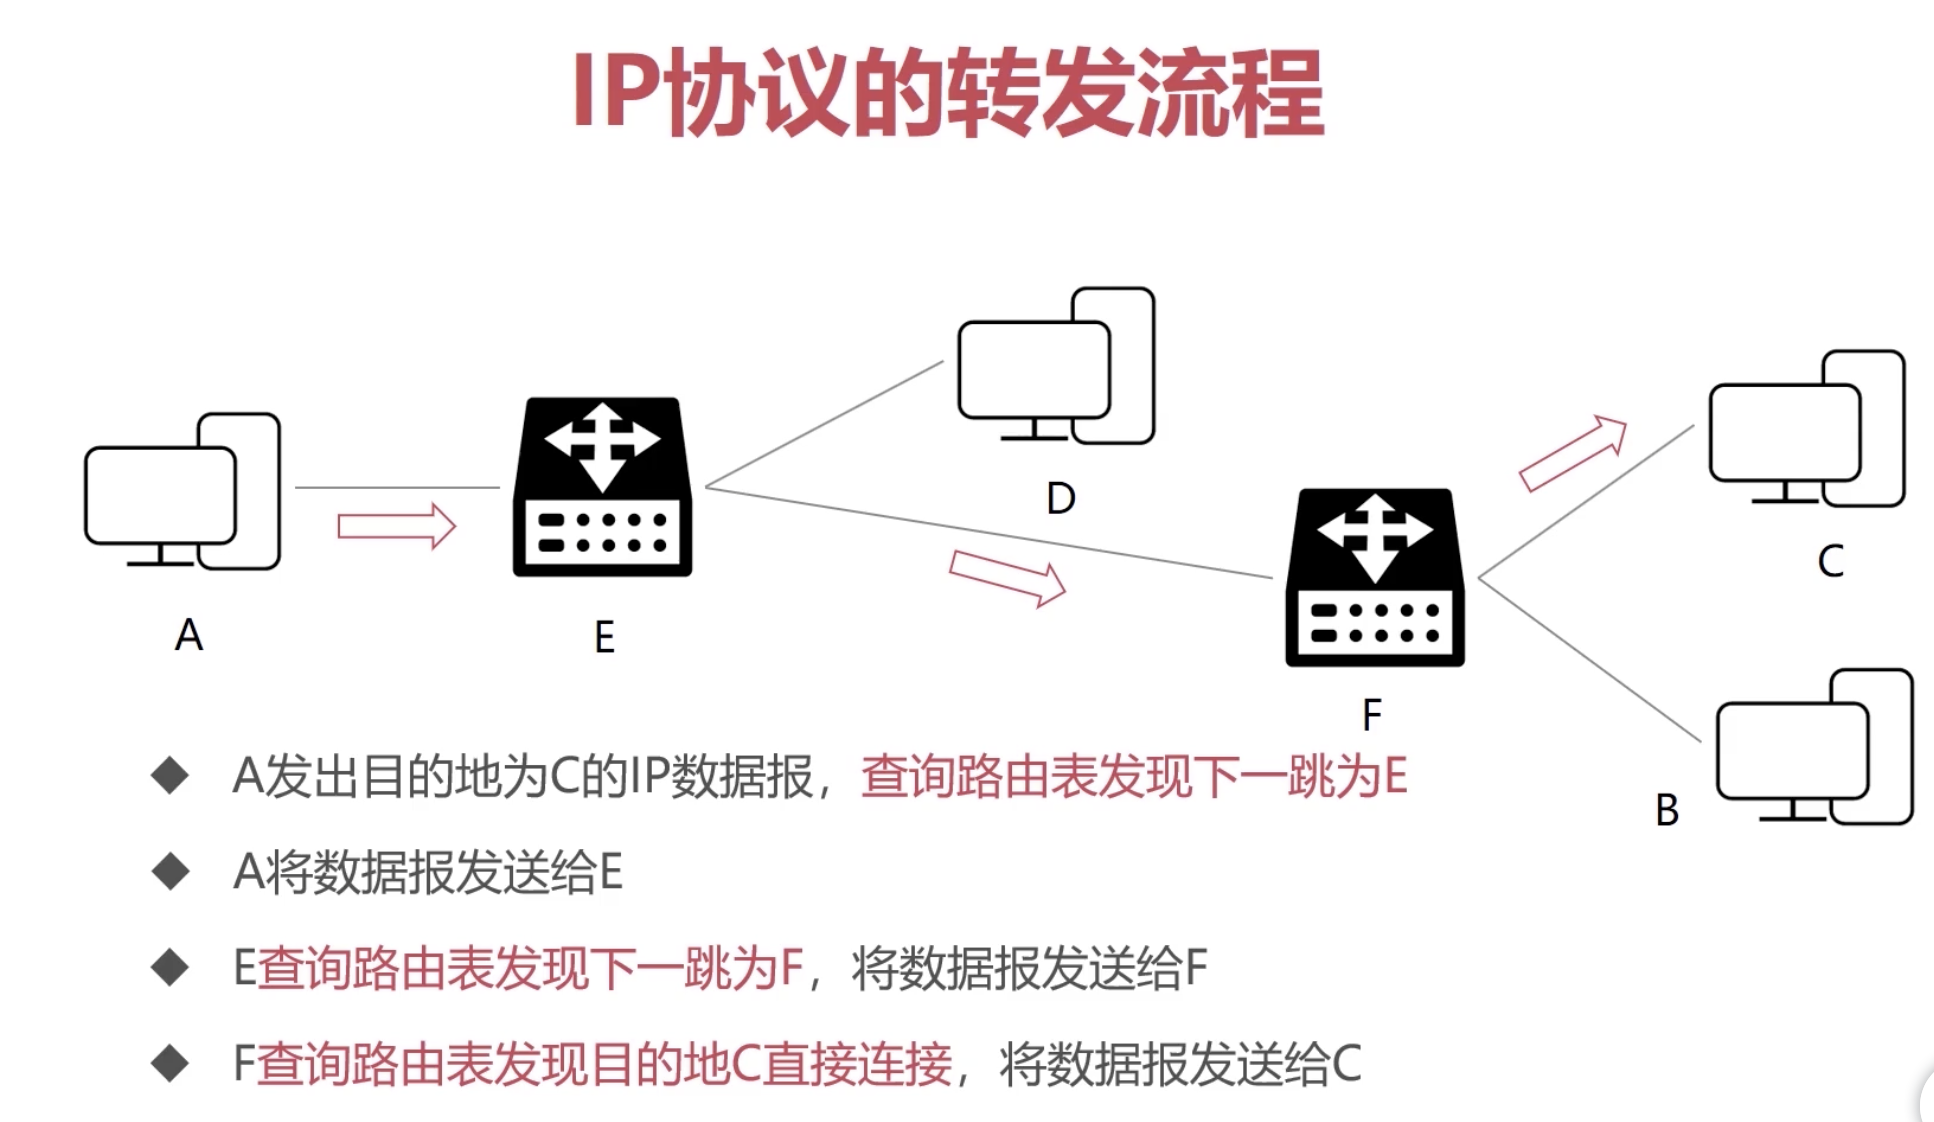 IP协议的转发流程
D
C
A
E
F
B
A发出目的地为C的IP数据报，查询路由表发现下一跳为E
A将数据报发送给E
E查询路由表发现下一跳为F，将数据报发送给F
F查询路由表发现目的地C直接连接，将数据报发送给C